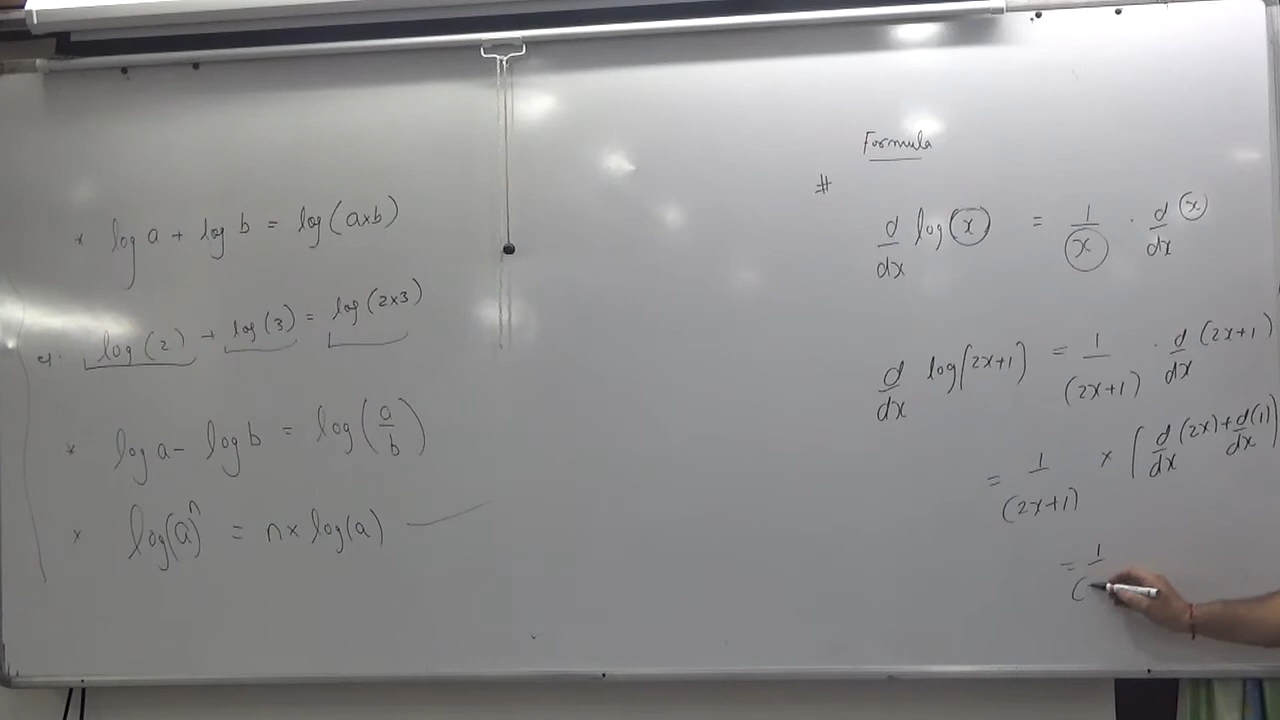 * log a + log b = log(a×b)
eg. log(2) + log(3) = log(2×3)
* log a - log b = log(a/b)
* log(a)^n = n× log(a)
Formula
#
d/dx log(x) = 1/x · d/dx (x)
d/dx log(2x+1) = 1/(2x+1) · d/dx (2x+1)
= 1/(2x+1) × (d/dx (2x) + d/dx (1)
= 1/(